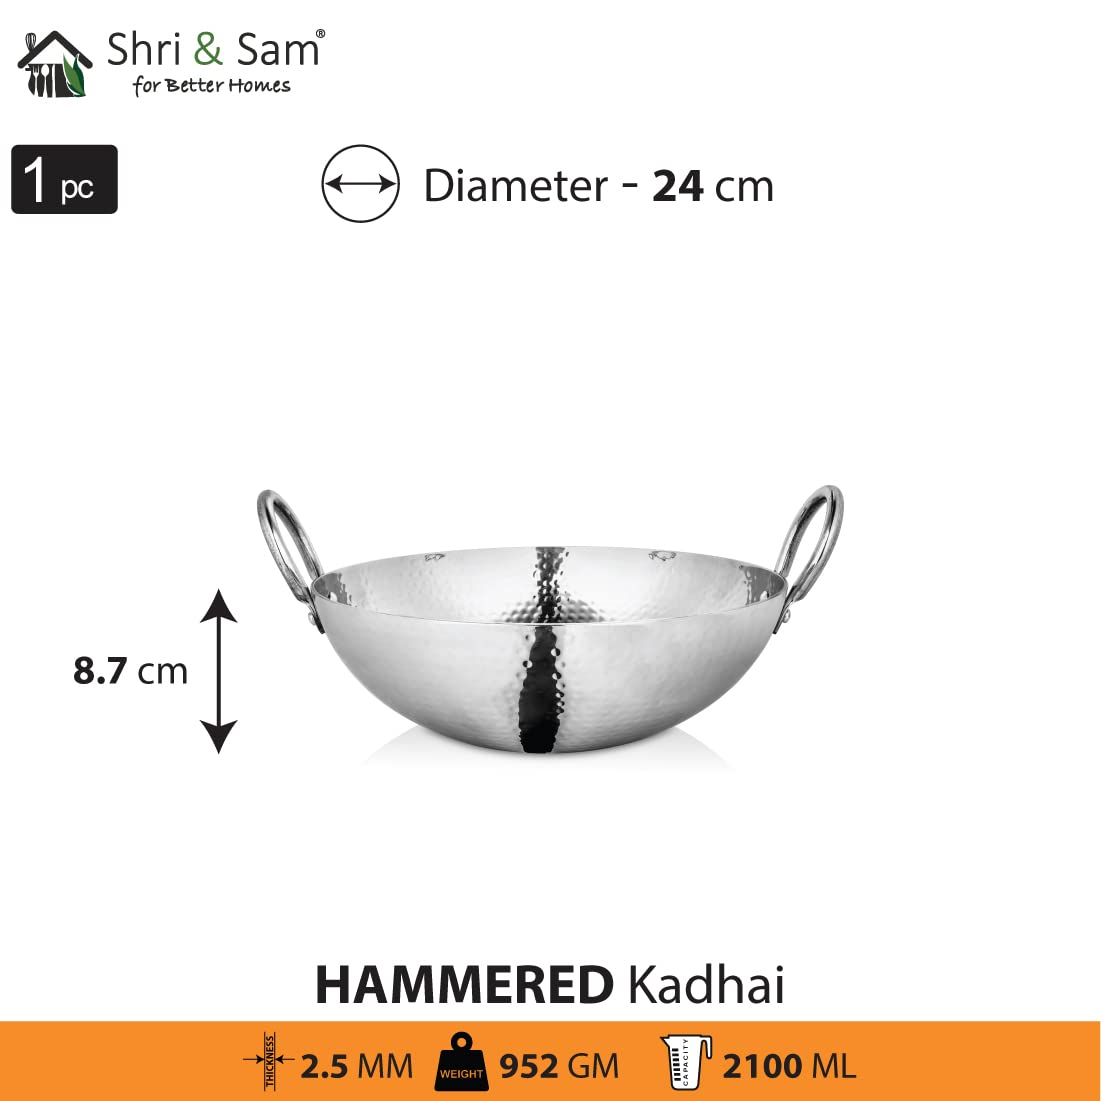 Shri & Sam®
for Better Homes
1 pc
Diameter - 24 cm
8.7 cm
HAMMERED Kadhai
THICKNESS 2.5 MM WEIGHT 952 GM CAPACITY 2100 ML